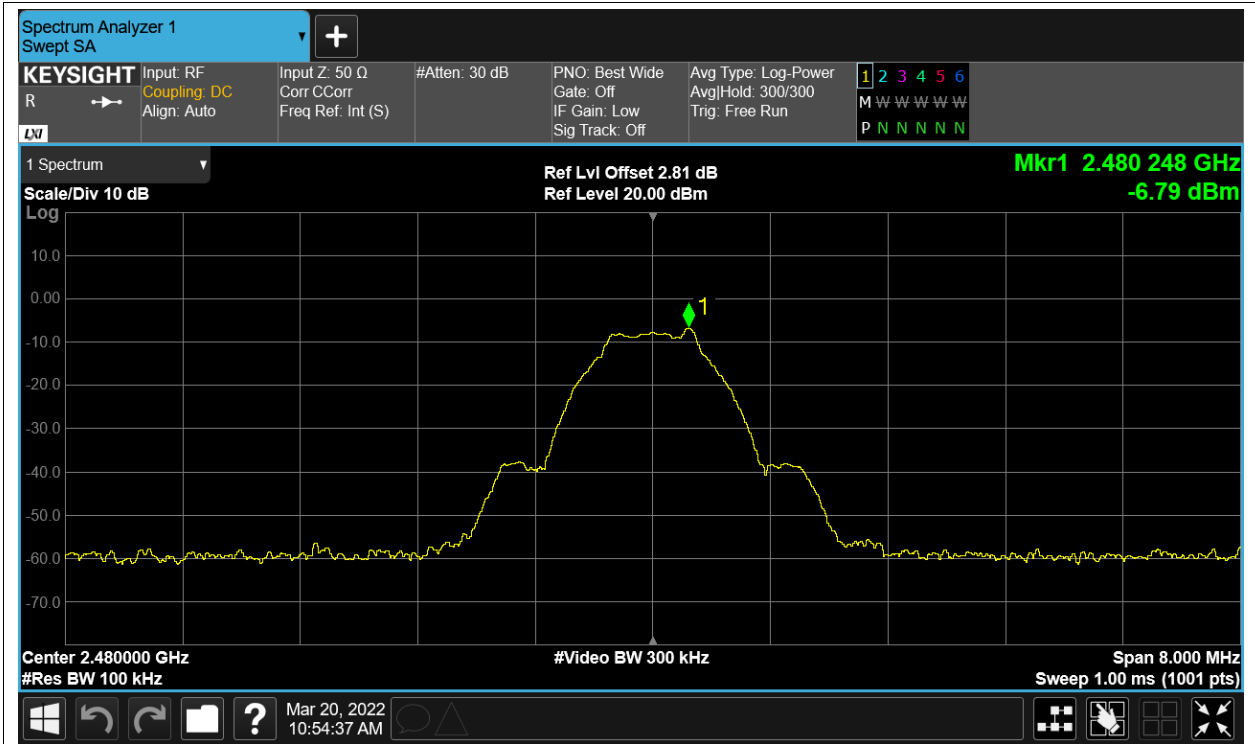 Spectrum Analyzer 1
Swept SA
+
KEYSIGHT
R
LXI
Input: RF
Coupling: DC
Align: Auto
Input Z: 50 Ω
Corr CCorr
Freq Ref: Int (S)
#Atten: 30 dB
PNO: Best Wide
Gate: Off
IF Gain: Low
Sig Track: Off
Avg Type: Log-Power
Avg|Hold: 300/300
Trig: Free Run
1 2 3 4 5 6
M W W W W W
P N N N N N
1 Spectrum
Scale/Div 10 dB
Log
Ref Lvl Offset 2.81 dB
Ref Level 20.00 dBm
Mkr1 2.480 248 GHz
-6.79 dBm
10.0
0.00
-10.0
-20.0
-30.0
-40.0
-50.0
-60.0
-70.0
1
Center 2.480000 GHz
#Res BW 100 kHz
#Video BW 300 kHz
Span 8.000 MHz
Sweep 1.00 ms (1001 pts)
?
Mar 20, 2022
10:54:37 AM